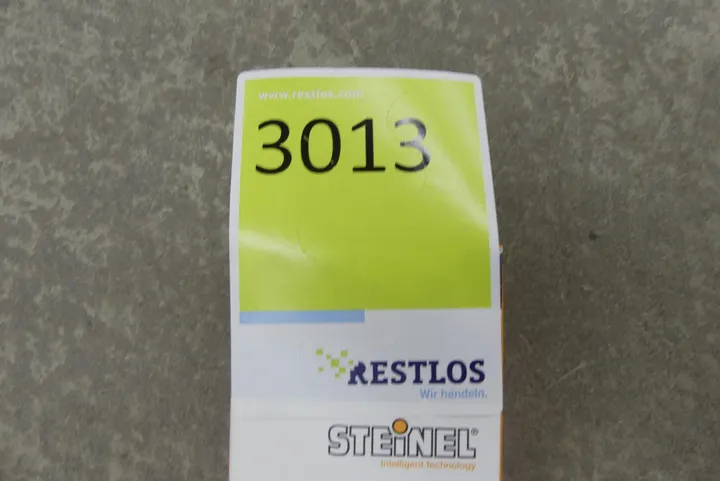 www.restlos.com
3013
RESTLOS
Wir handeln.
STEiNEL®
Intelligent technology